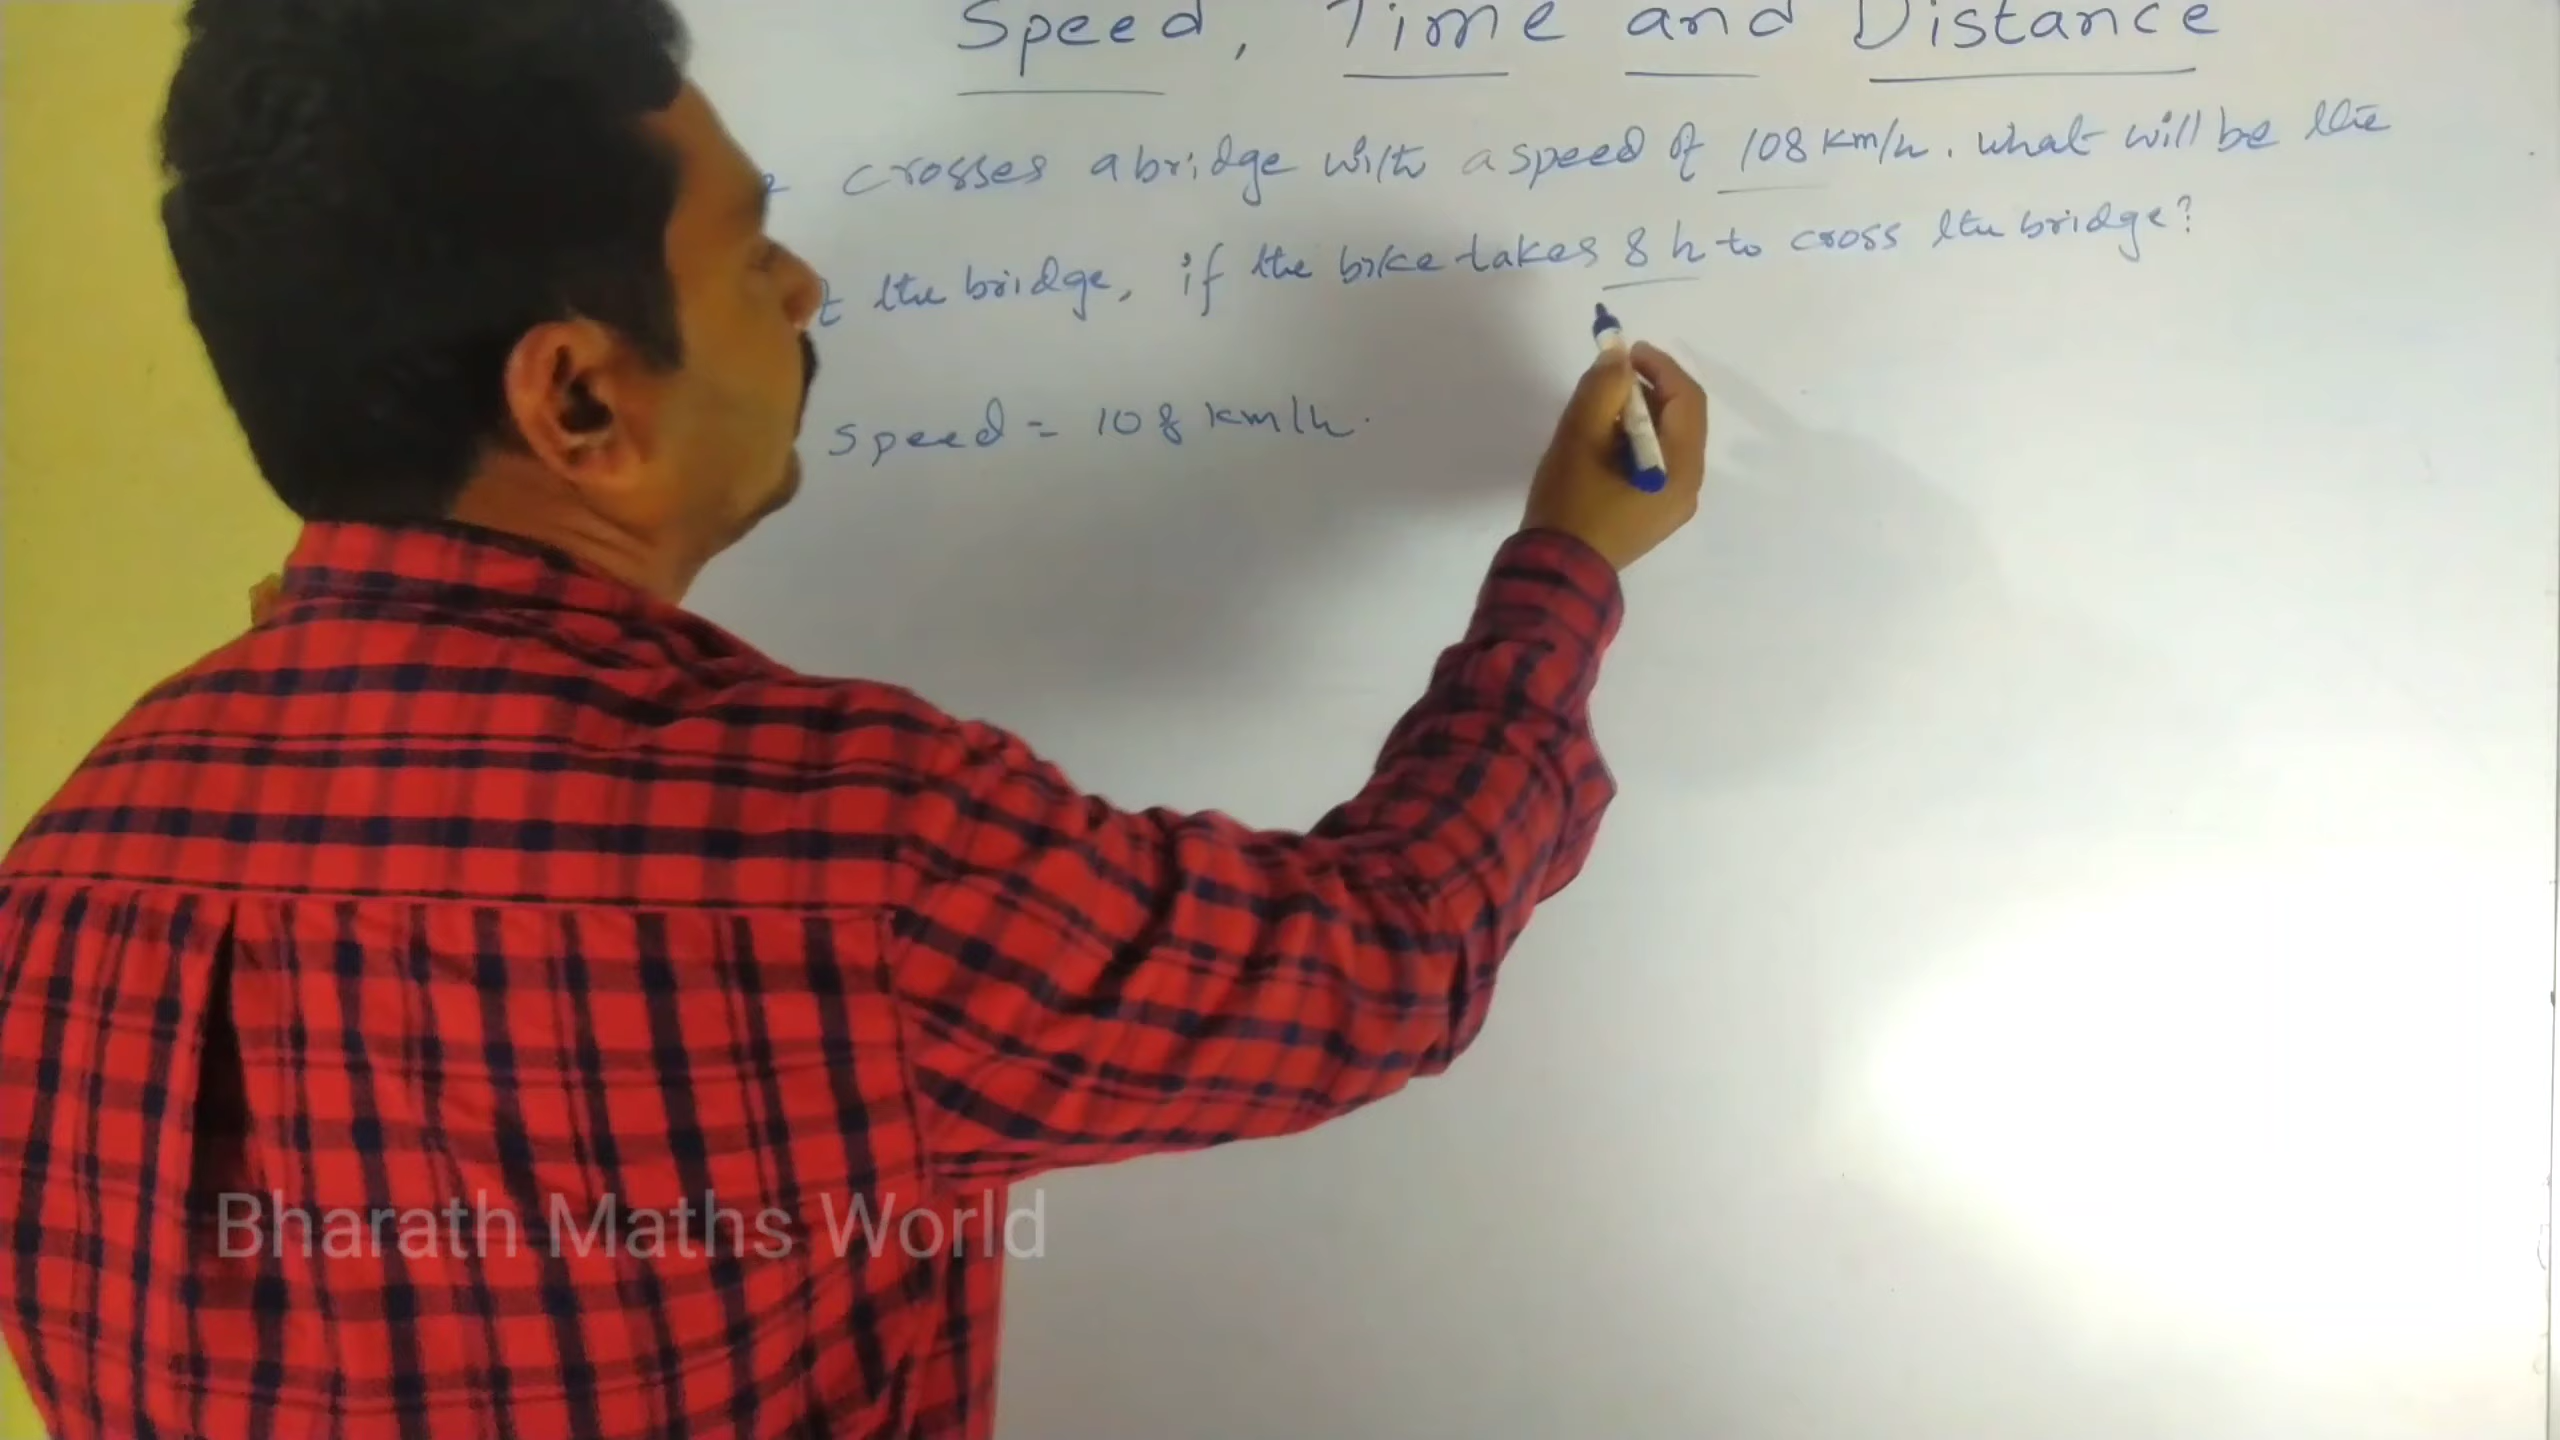 Speed, Time and Distance
crosses a bridge with a speed of 108 km/h. what will be the
the bridge, if the bike takes 8 h to cross the bridge?
speed = 108 km/h.
Bharath Maths World